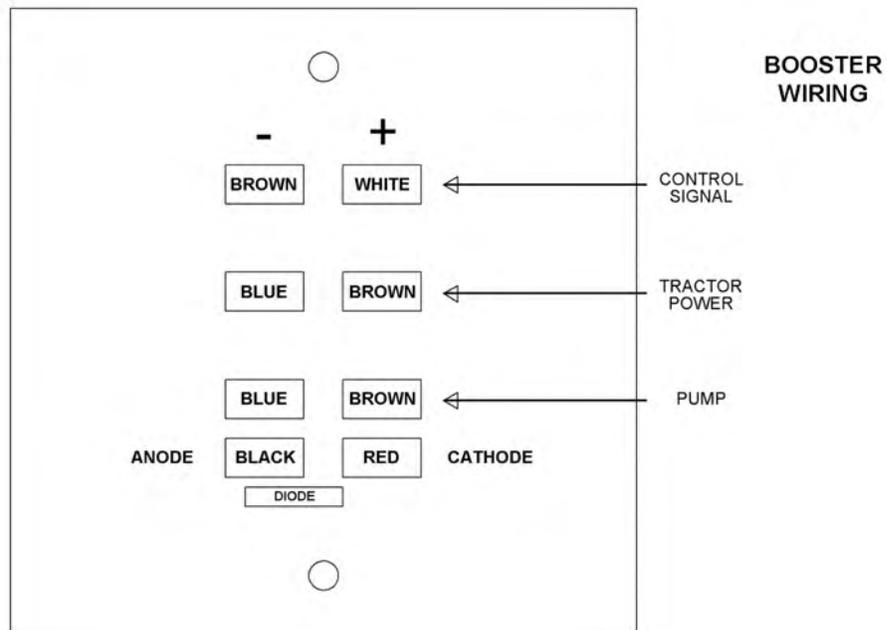 BOOSTER
WIRING
- +
BROWN WHITE
CONTROL
SIGNAL
BLUE BROWN
TRACTOR
POWER
BLUE BROWN
PUMP
ANODE BLACK RED CATHODE
DIODE